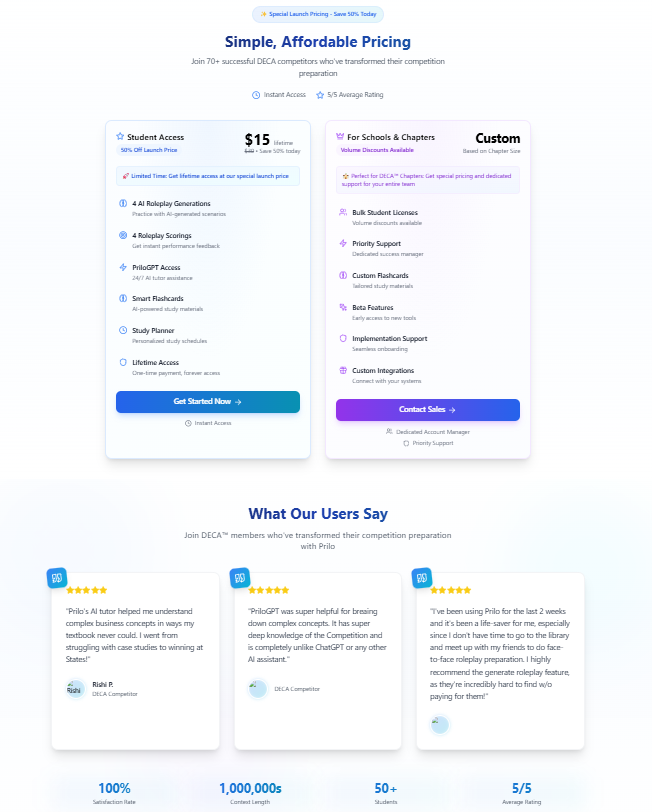 ✨ Special Launch Pricing - Save 50% Today
Simple, Affordable Pricing
Join 70+ successful DECA competitors who've transformed their competition
preparation
Instant Access
5/5 Average Rating
Student Access
50% Off Launch Price
$15 lifetime
$30 • Save 50% today
🚀 Limited Time: Get lifetime access at our special launch price
4 AI Roleplay Generations
Practice with AI-generated scenarios
4 Roleplay Scorings
Get instant performance feedback
PriloGPT Access
24/7 AI tutor assistance
Smart Flashcards
AI-powered study materials
Study Planner
Personalized study schedules
Lifetime Access
One-time payment, forever access
Get Started Now →
Instant Access
For Schools & Chapters
Volume Discounts Available
Custom
Based on Chapter Size
Perfect for DECA™ Chapters: Get special pricing and dedicated
support for your entire team
Bulk Student Licenses
Volume discounts available
Priority Support
Dedicated success manager
Custom Flashcards
Tailored study materials
Beta Features
Early access to new tools
Implementation Support
Seamless onboarding
Custom Integrations
Connect with your systems
Contact Sales →
Dedicated Account Manager
Priority Support
What Our Users Say
Join DECA™ members who've transformed their competition preparation
with Prilo
"Prilo's AI tutor helped me understand
complex business concepts in ways my
textbook never could. I went from
struggling with case studies to winning at
States!"
Rishi
Rishi P.
DECA Competitor
"PriloGPT was super helpful for breaing
down complex concepts. It has super
deep knowledge of the Competition and
is completely unlike ChatGPT or any other
AI assistant."
DECA Competitor
"I've been using Prilo for the last 2 weeks
and it's been a life-saver for me, especially
since I don't have time to go to the library
and meet up with my friends to do face-
to-face roleplay preparation. I highly
recommend the generate roleplay feature,
as they're incredibly hard to find w/o
paying for them!"
100%
Satisfaction Rate
1,000,000s
Context Length
50+
Students
5/5
Average Rating